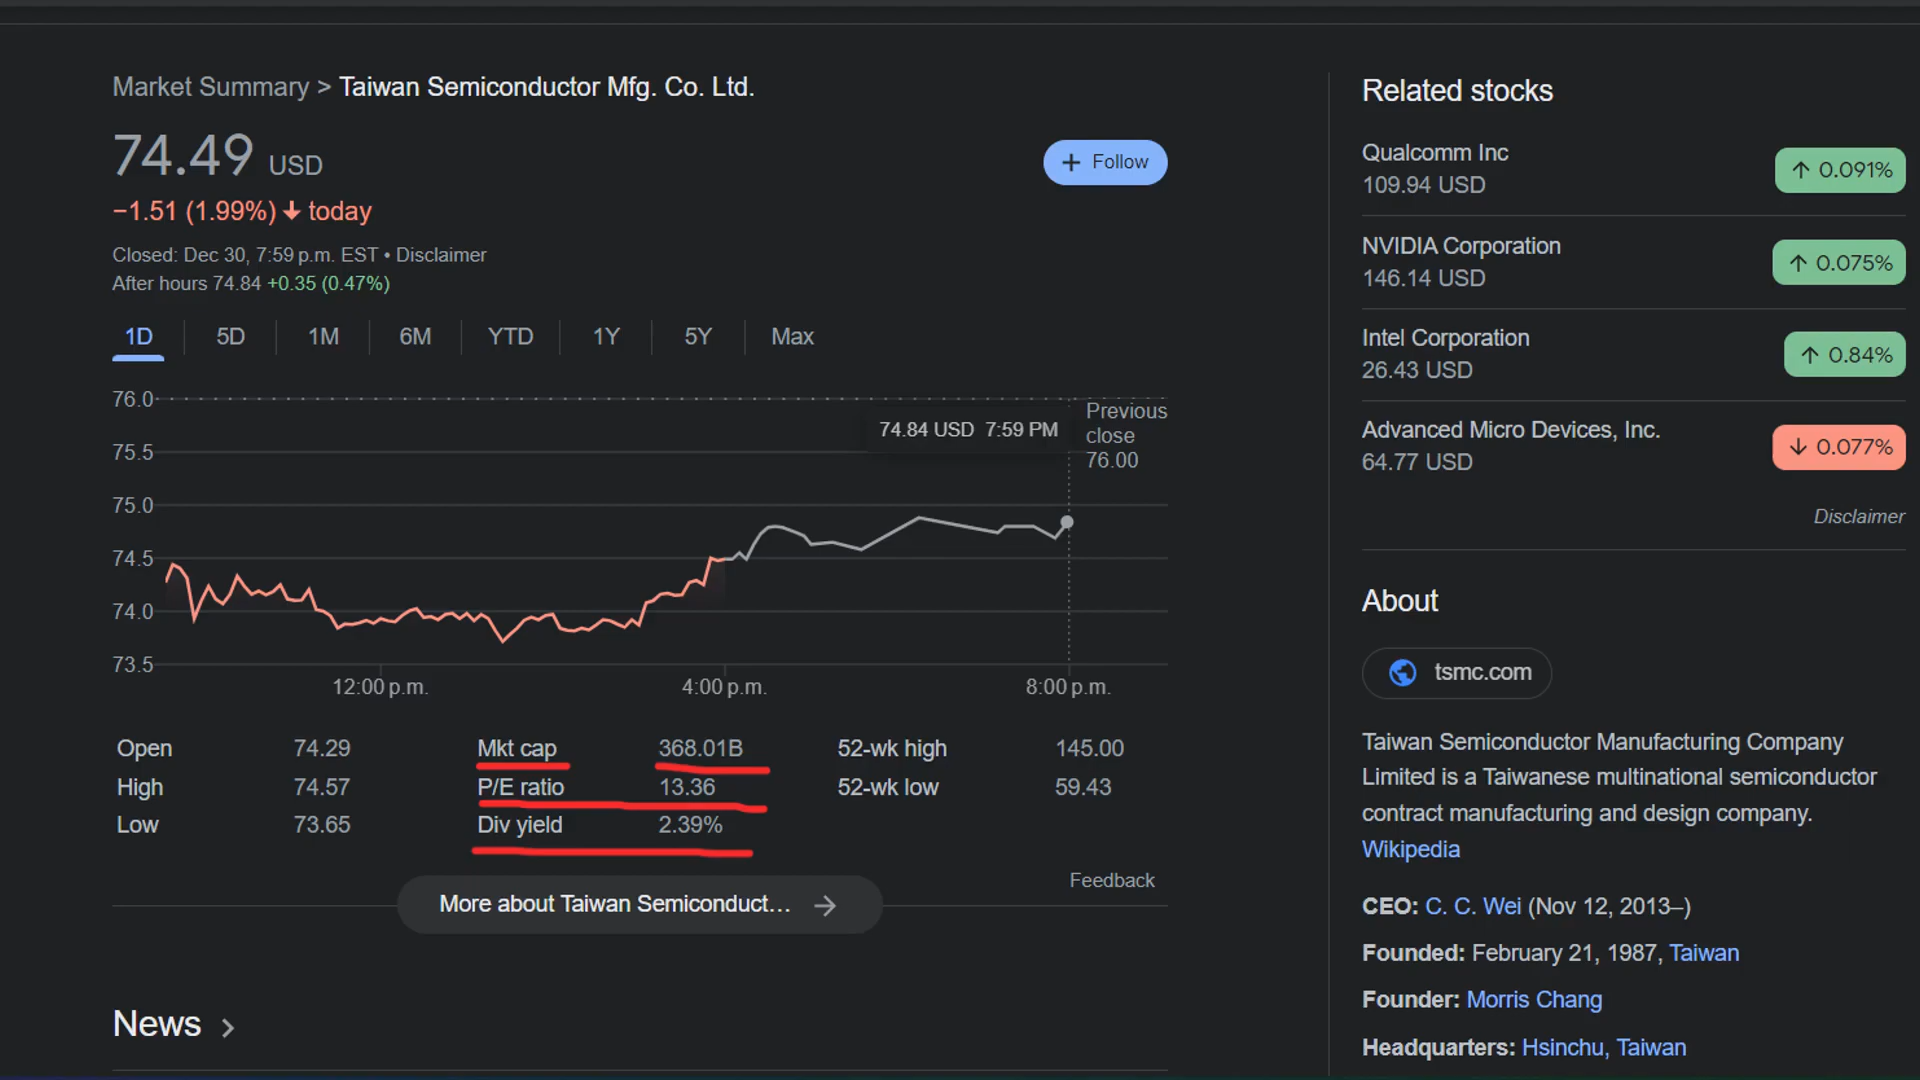 Market Summary > Taiwan Semiconductor Mfg. Co. Ltd.
74.49 USD
+ Follow
−1.51 (1.99%) ↓ today
Closed: Dec 30, 7:59 p.m. EST • Disclaimer
After hours 74.84 +0.35 (0.47%)
1D 5D 1M 6M YTD 1Y 5Y Max
76.0
75.5
75.0
74.5
74.0
73.5
74.84 USD 7:59 PM
Previous
close
76.00
12:00 p.m. 4:00 p.m. 8:00 p.m.
Open 74.29 Mkt cap 368.01B 52-wk high 145.00
High 74.57 P/E ratio 13.36 52-wk low 59.43
Low 73.65 Div yield 2.39%
Feedback
More about Taiwan Semiconduct... →
News >
Related stocks
Qualcomm Inc
109.94 USD
↑ 0.091%
NVIDIA Corporation
146.14 USD
↑ 0.075%
Intel Corporation
26.43 USD
↑ 0.84%
Advanced Micro Devices, Inc.
64.77 USD
↓ 0.077%
Disclaimer
About
tsmc.com
Taiwan Semiconductor Manufacturing Company
Limited is a Taiwanese multinational semiconductor
contract manufacturing and design company.
Wikipedia
CEO: C. C. Wei (Nov 12, 2013–)
Founded: February 21, 1987, Taiwan
Founder: Morris Chang
Headquarters: Hsinchu, Taiwan